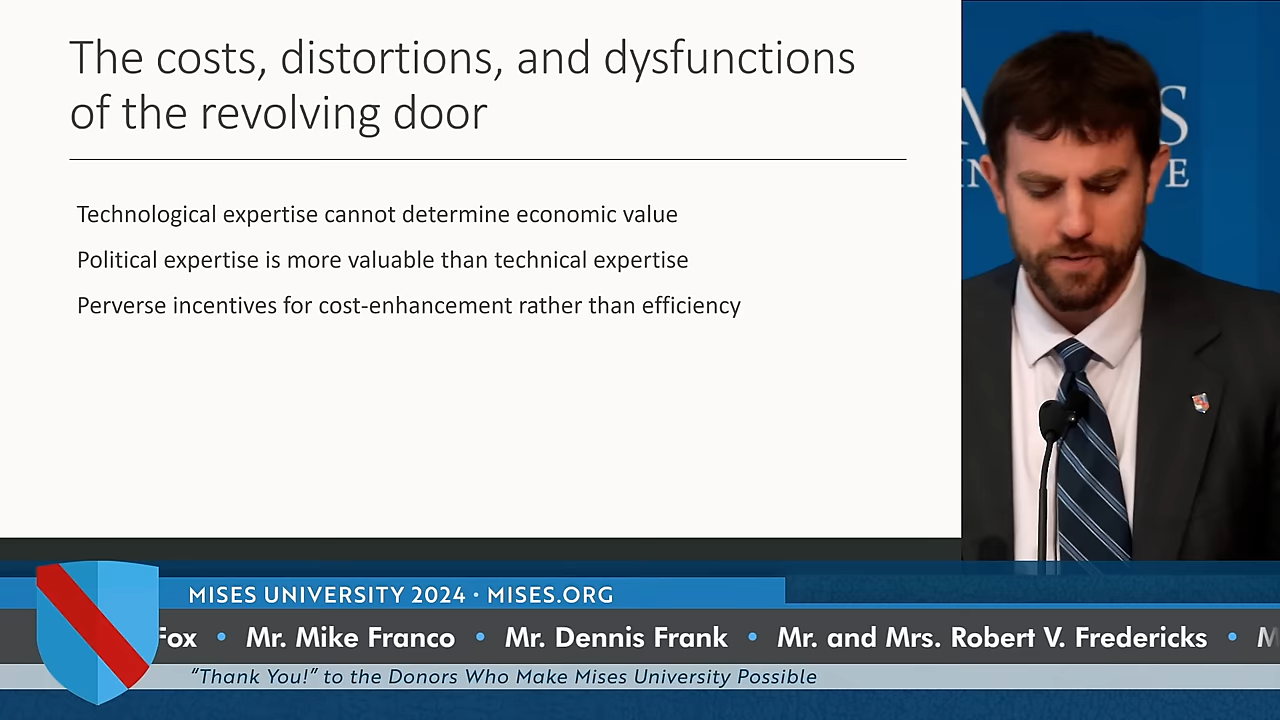 The costs, distortions, and dysfunctions
of the revolving door
Technological expertise cannot determine economic value
Political expertise is more valuable than technical expertise
Perverse incentives for cost-enhancement rather than efficiency
MISES UNIVERSITY 2024 • MISES.ORG
Fox • Mr. Mike Franco • Mr. Dennis Frank • Mr. and Mrs. Robert V. Fredericks • M
“Thank You!” to the Donors Who Make Mises University Possible